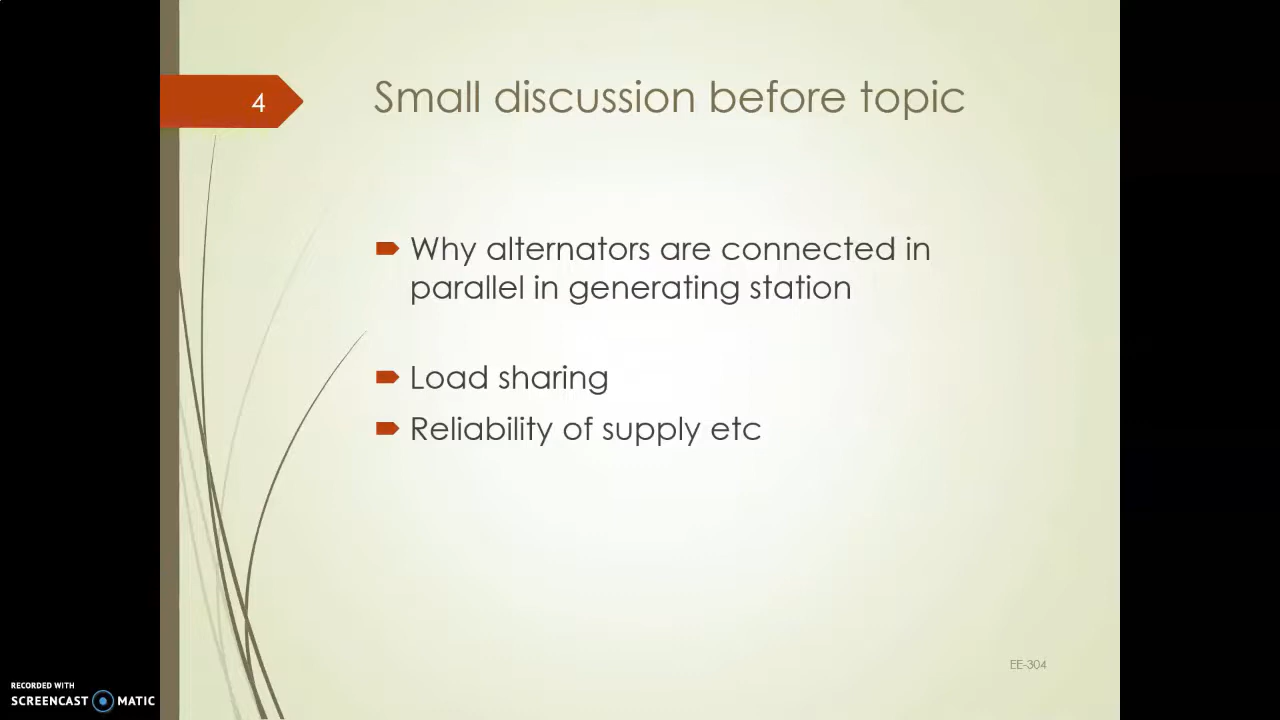 4
Small discussion before topic
Why alternators are connected in
parallel in generating station
Load sharing
Reliability of supply etc
EE-304
RECORDED WITH
SCREENCAST MATIC